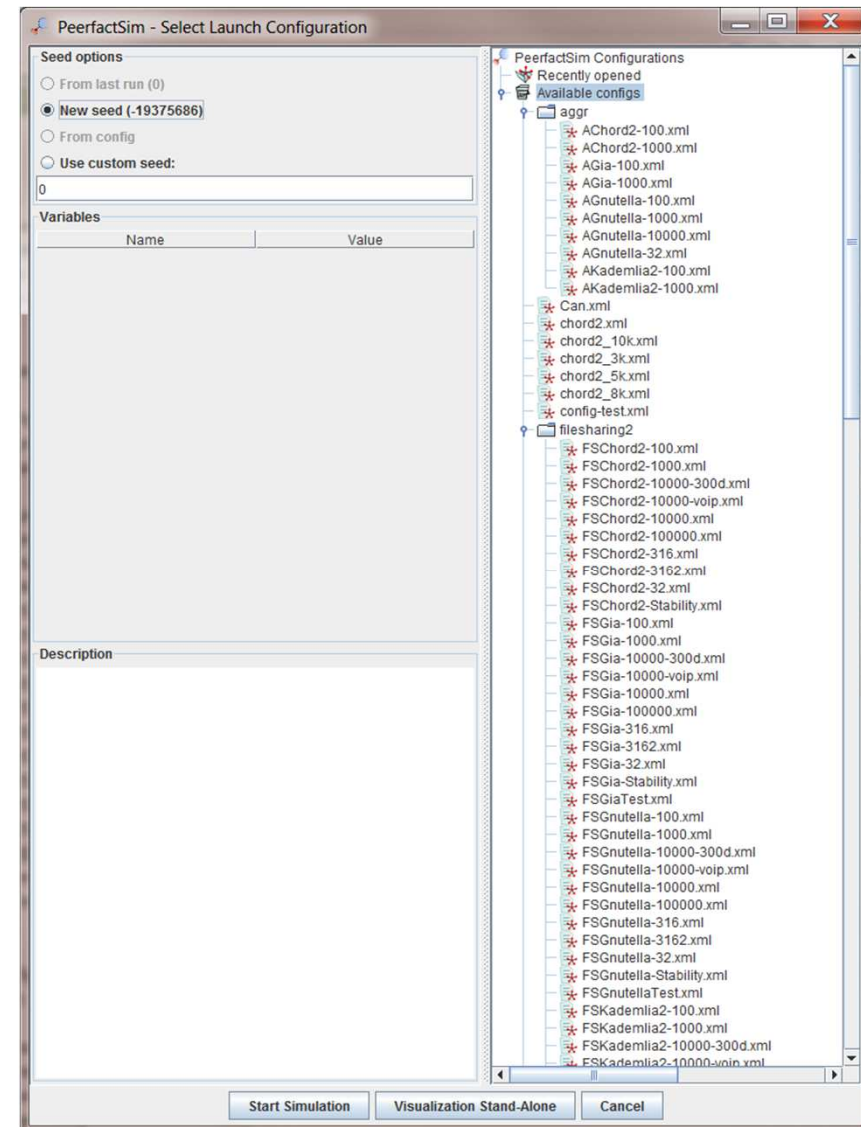 PeerfactSim - Select Launch Configuration
Seed options
From last run (0)
New seed (-19375686)
From config
Use custom seed:
0
Variables
Name Value
Description
PeerfactSim Configurations
Recently opened
Available configs
aggr
AChord2-100.xml
AChord2-1000.xml
AGia-100.xml
AGia-1000.xml
AGnutella-100.xml
AGnutella-1000.xml
AGnutella-10000.xml
AGnutella-32.xml
AKademlia2-100.xml
AKademlia2-1000.xml
Can.xml
chord2.xml
chord2_10k.xml
chord2_3k.xml
chord2_5k.xml
chord2_8k.xml
config-test.xml
filesharing2
FSChord2-100.xml
FSChord2-1000.xml
FSChord2-10000-300d.xml
FSChord2-10000-voip.xml
FSChord2-10000.xml
FSChord2-100000.xml
FSChord2-316.xml
FSChord2-3162.xml
FSChord2-32.xml
FSChord2-Stability.xml
FSGia-100.xml
FSGia-1000.xml
FSGia-10000-300d.xml
FSGia-10000-voip.xml
FSGia-10000.xml
FSGia-100000.xml
FSGia-316.xml
FSGia-3162.xml
FSGia-32.xml
FSGia-Stability.xml
FSGiaTest.xml
FSGnutella-100.xml
FSGnutella-1000.xml
FSGnutella-10000-300d.xml
FSGnutella-10000-voip.xml
FSGnutella-10000.xml
FSGnutella-100000.xml
FSGnutella-316.xml
FSGnutella-3162.xml
FSGnutella-32.xml
FSGnutella-Stability.xml
FSGnutellaTest.xml
FSKademlia2-100.xml
FSKademlia2-1000.xml
FSKademlia2-10000-300d.xml
FSKademlia2-10000-voip.xml
Start Simulation Visualization Stand-Alone Cancel